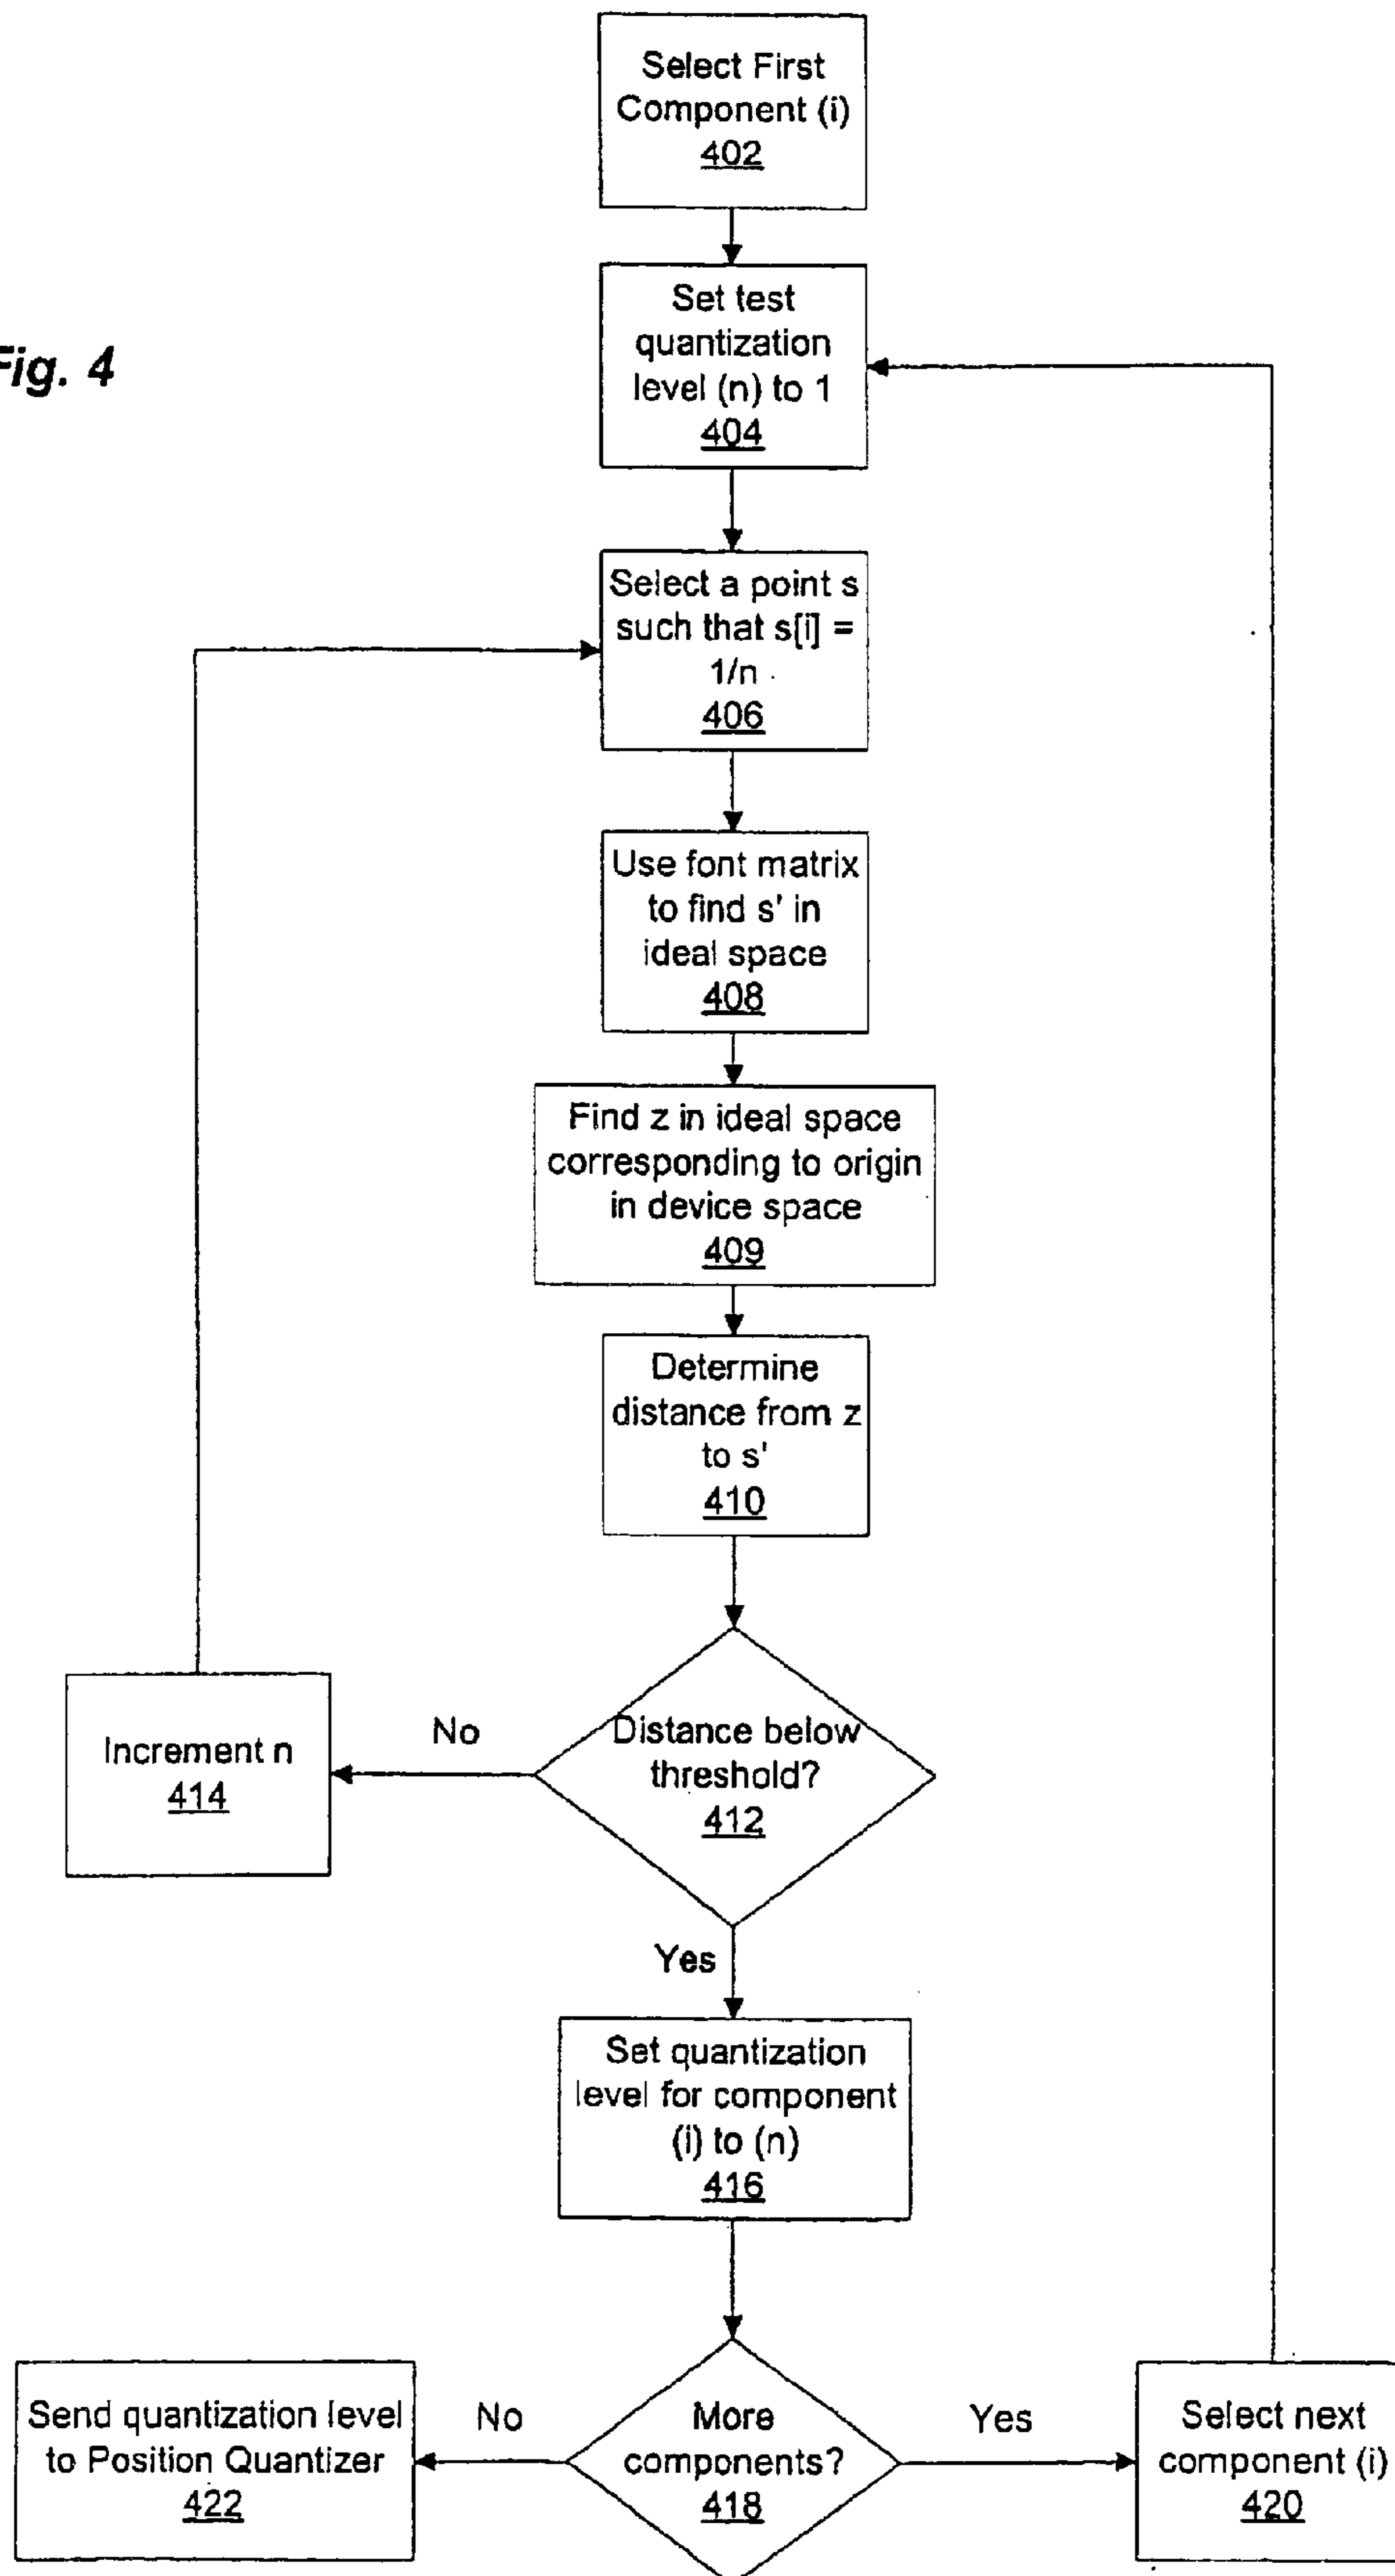 Select First
Component (i)
402
Set test
quantization
level (n) to 1
404
Fig. 4
Select a point s
such that s[i] =
1/n
406
Use font matrix
to find s' in
ideal space
408
Find z in ideal space
corresponding to origin
in device space
409
Determine
distance from z
to s'
410
Distance below
threshold?
412
No
Increment n
414
Yes
Set quantization
level for component
(i) to (n)
416
More
components?
418
No
Send quantization level
to Position Quantizer
422
Yes
Select next
component (i)
420